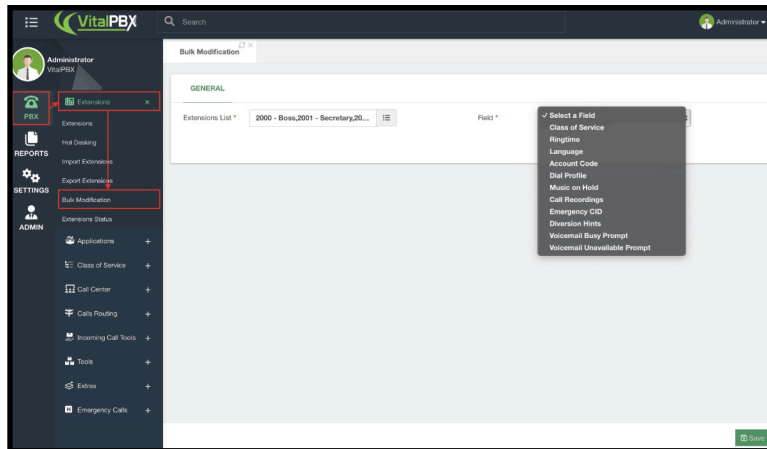 VitalPBX
Search
Administrator
Administrator
VitalPBX
PBX
REPORTS
SETTINGS
ADMIN
Extensions ×
Extensions
Hot Desking
Import Extensions
Export Extensions
Bulk Modification
Extensions Status
Applications +
Class of Service +
Call Center +
Calls Routing +
Incoming Call Tools +
Tools +
Extras +
Emergency Calls +
Bulk Modification ×
GENERAL
Extensions List *
2000 - Boss,2001 - Secretary,20...
Field *
✓ Select a Field
Class of Service
Ringtime
Language
Account Code
Dial Profile
Music on Hold
Call Recordings
Emergency CID
Diversion Hints
Voicemail Busy Prompt
Voicemail Unavailable Prompt
Save